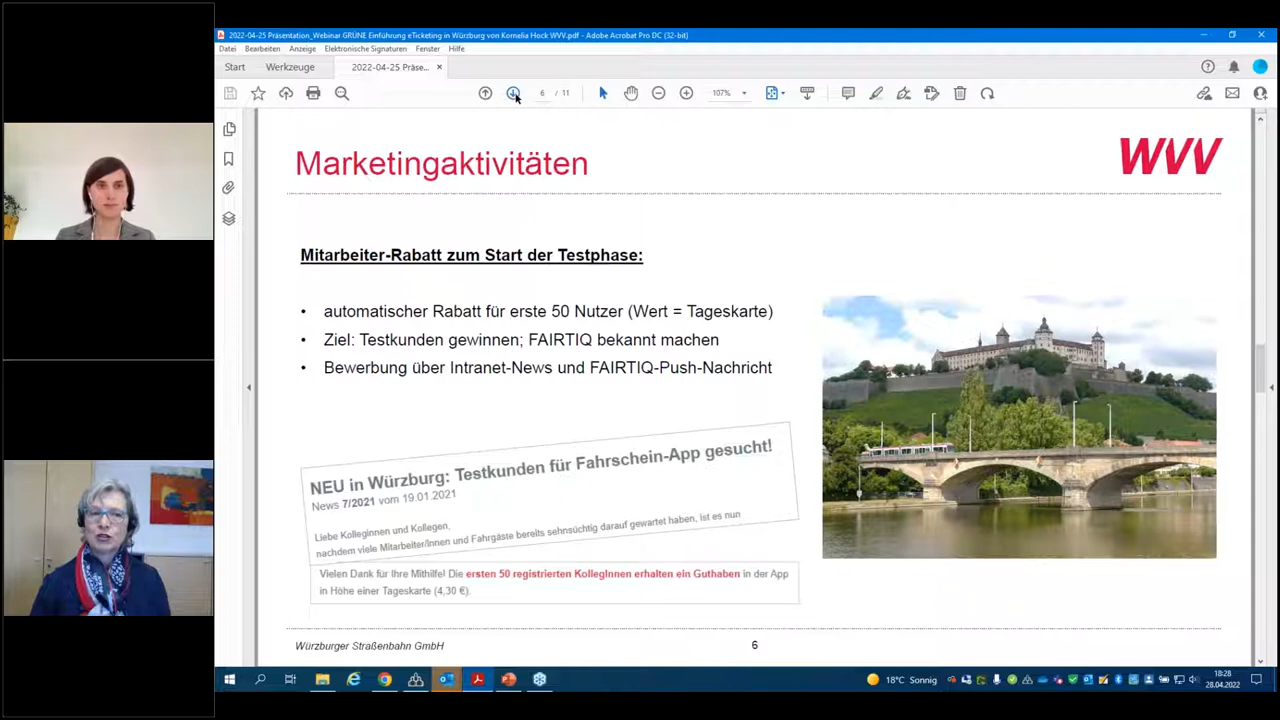 2022-04-25 Präsentation_Webinar GRÜNE Einführung eTicketing in Würzburg von Kornelia Hock WVV.pdf - Adobe Acrobat Pro DC (32-bit)
Datei Bearbeiten Anzeige Elektronische Signaturen Fenster Hilfe
Start Werkzeuge 2022-04-25 Präse... ×
6 / 11 107%
Marketingaktivitäten
WVV
Mitarbeiter-Rabatt zum Start der Testphase:
• automatischer Rabatt für erste 50 Nutzer (Wert = Tageskarte)
• Ziel: Testkunden gewinnen; FAIRTIQ bekannt machen
• Bewerbung über Intranet-News und FAIRTIQ-Push-Nachricht
NEU in Würzburg: Testkunden für Fahrschein-App gesucht!
News 7/2021 vom 19.01.2021
Liebe Kolleginnen und Kollegen,
nachdem viele Mitarbeiter/innen und Fahrgäste bereits sehnsüchtig darauf gewartet haben, ist es nun
Vielen Dank für Ihre Mithilfe! Die ersten 50 registrierten KollegInnen erhalten ein Guthaben in der App
in Höhe einer Tageskarte (4,30 €).
Würzburger Straßenbahn GmbH
6
18°C Sonnig
18:28
28.04.2022